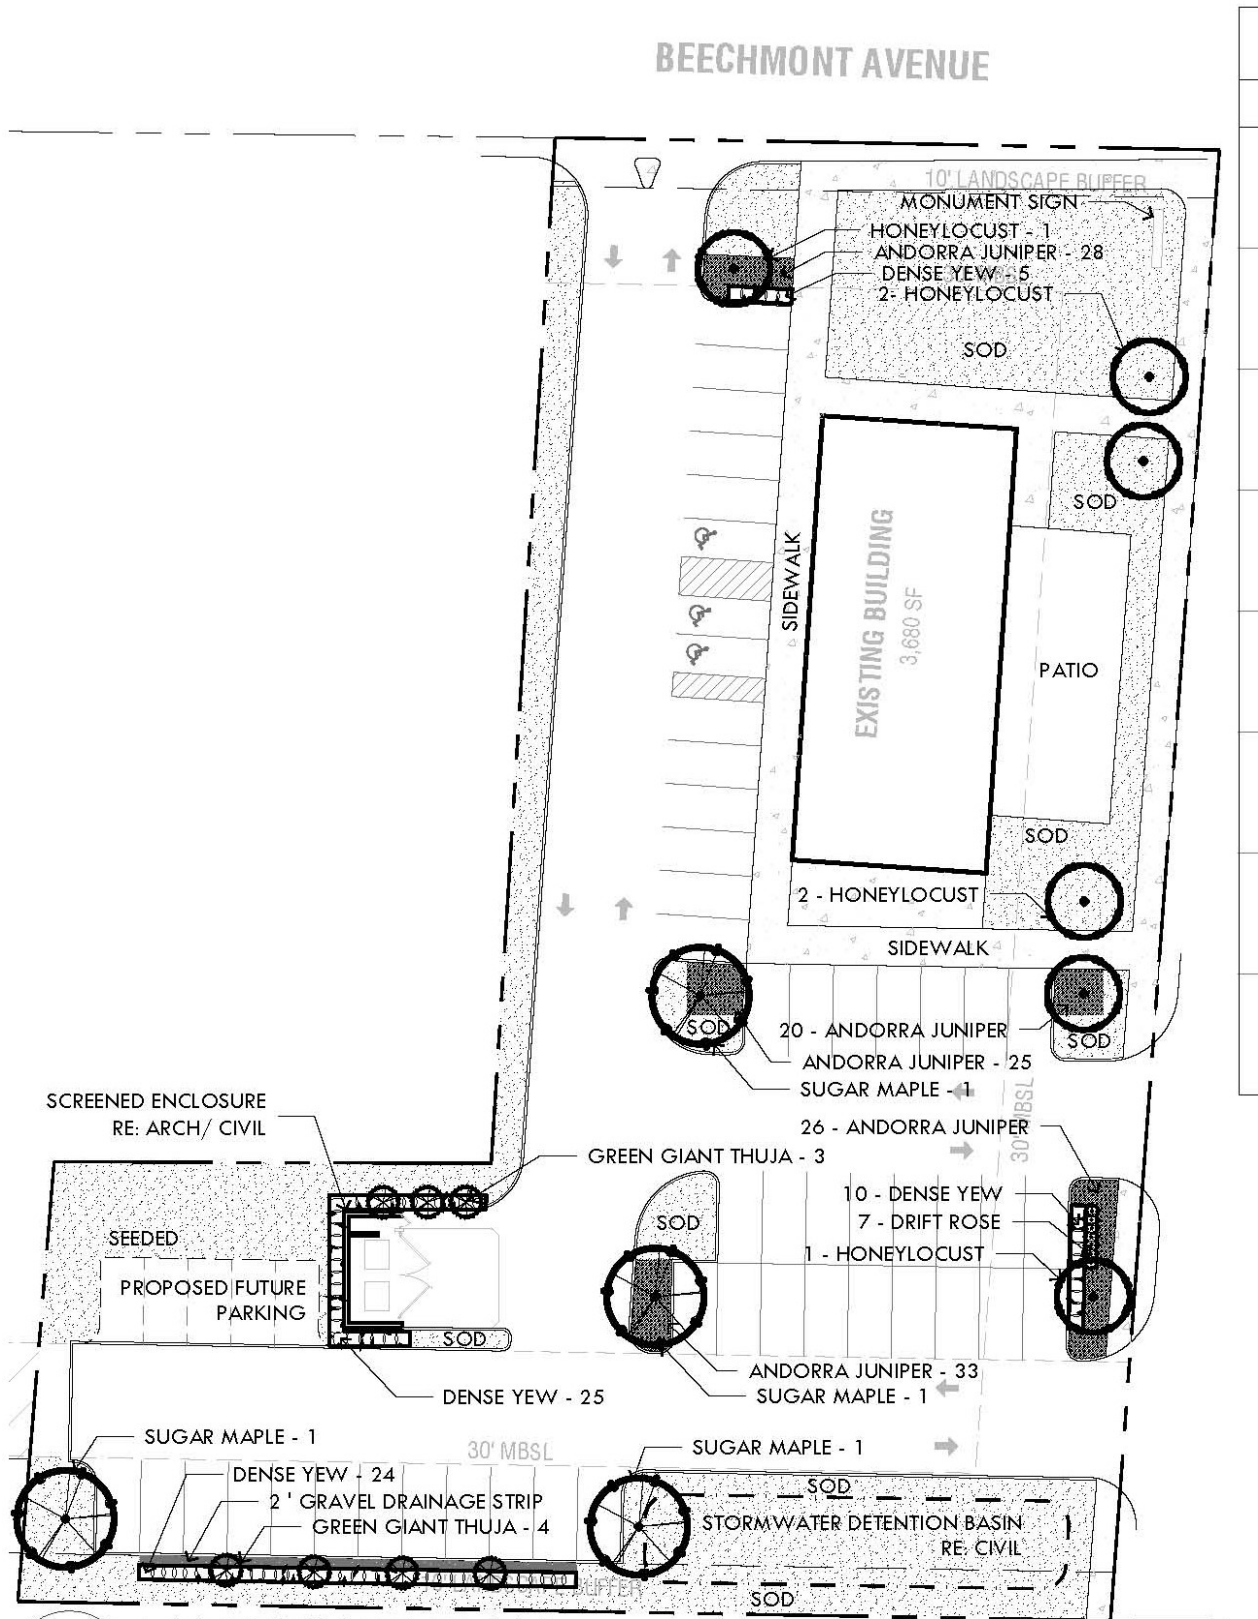 BEECHMONT AVENUE
10' LANDSCAPE BUFFER
MONUMENT SIGN
HONEYLOCUST - 1
ANDORRA JUNIPER - 28
DENSE YEW - 5
2- HONEYLOCUST
SOD
SOD
SIDEWALK
EXISTING BUILDING
3,680 SF
PATIO
SOD
2 - HONEYLOCUST
SIDEWALK
SOD
20 - ANDORRA JUNIPER
SOD
ANDORRA JUNIPER - 25
SUGAR MAPLE - 1
30' MBSL
SCREENED ENCLOSURE
RE: ARCH/ CIVIL
26 - ANDORRA JUNIPER
GREEN GIANT THUJA - 3
10 - DENSE YEW
7 - DRIFT ROSE
1 - HONEYLOCUST
SOD
SEEDED
PROPOSED FUTURE
PARKING
SOD
ANDORRA JUNIPER - 33
SUGAR MAPLE - 1
DENSE YEW - 25
SUGAR MAPLE - 1
30' MBSL
SUGAR MAPLE - 1
DENSE YEW - 24
2 ' GRAVEL DRAINAGE STRIP
GREEN GIANT THUJA - 4
SOD
STORMWATER DETENTION BASIN
RE: CIVIL
BUFFER
SOD